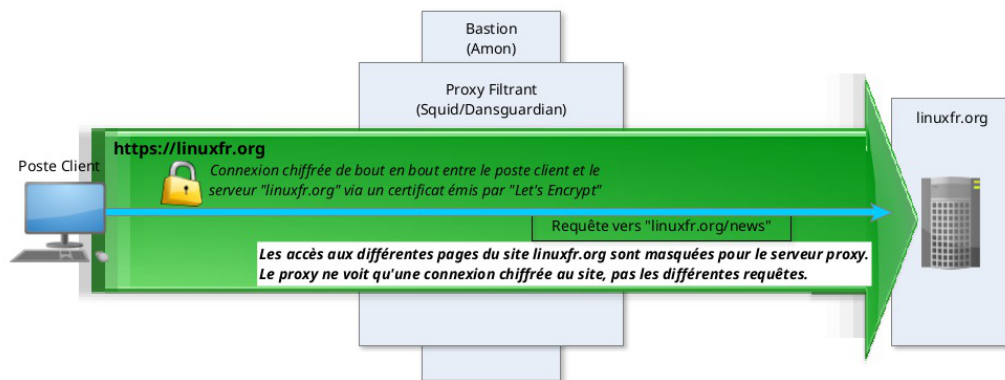 Bastion
(Amon)
Proxy Filtrant
(Squid/Dansguardian)
linuxfr.org
https://linuxfr.org
Poste Client
Connexion chiffrée de bout en bout entre le poste client et le
serveur "linuxfr.org" via un certificat émis par "Let's Encrypt"
Requête vers "linuxfr.org/news"
Les accès aux différentes pages du site linuxfr.org sont masquées pour le serveur proxy.
Le proxy ne voit qu'une connexion chiffrée au site, pas les différentes requêtes.